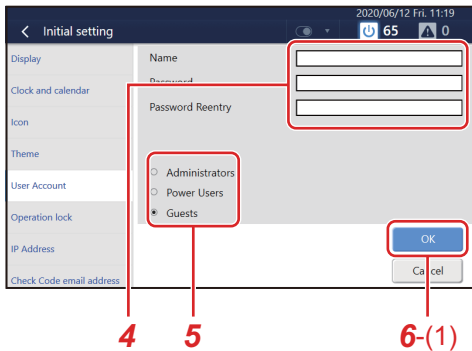 2020/06/12 Fri. 11:19
Initial setting
65
0
Display
Clock and calendar
Icon
Theme
User Account
Operation lock
IP Address
Check Code email address
Name
Password
Password Reentry
Administrators
Power Users
Guests
OK
Cancel
4
5
6-(1)